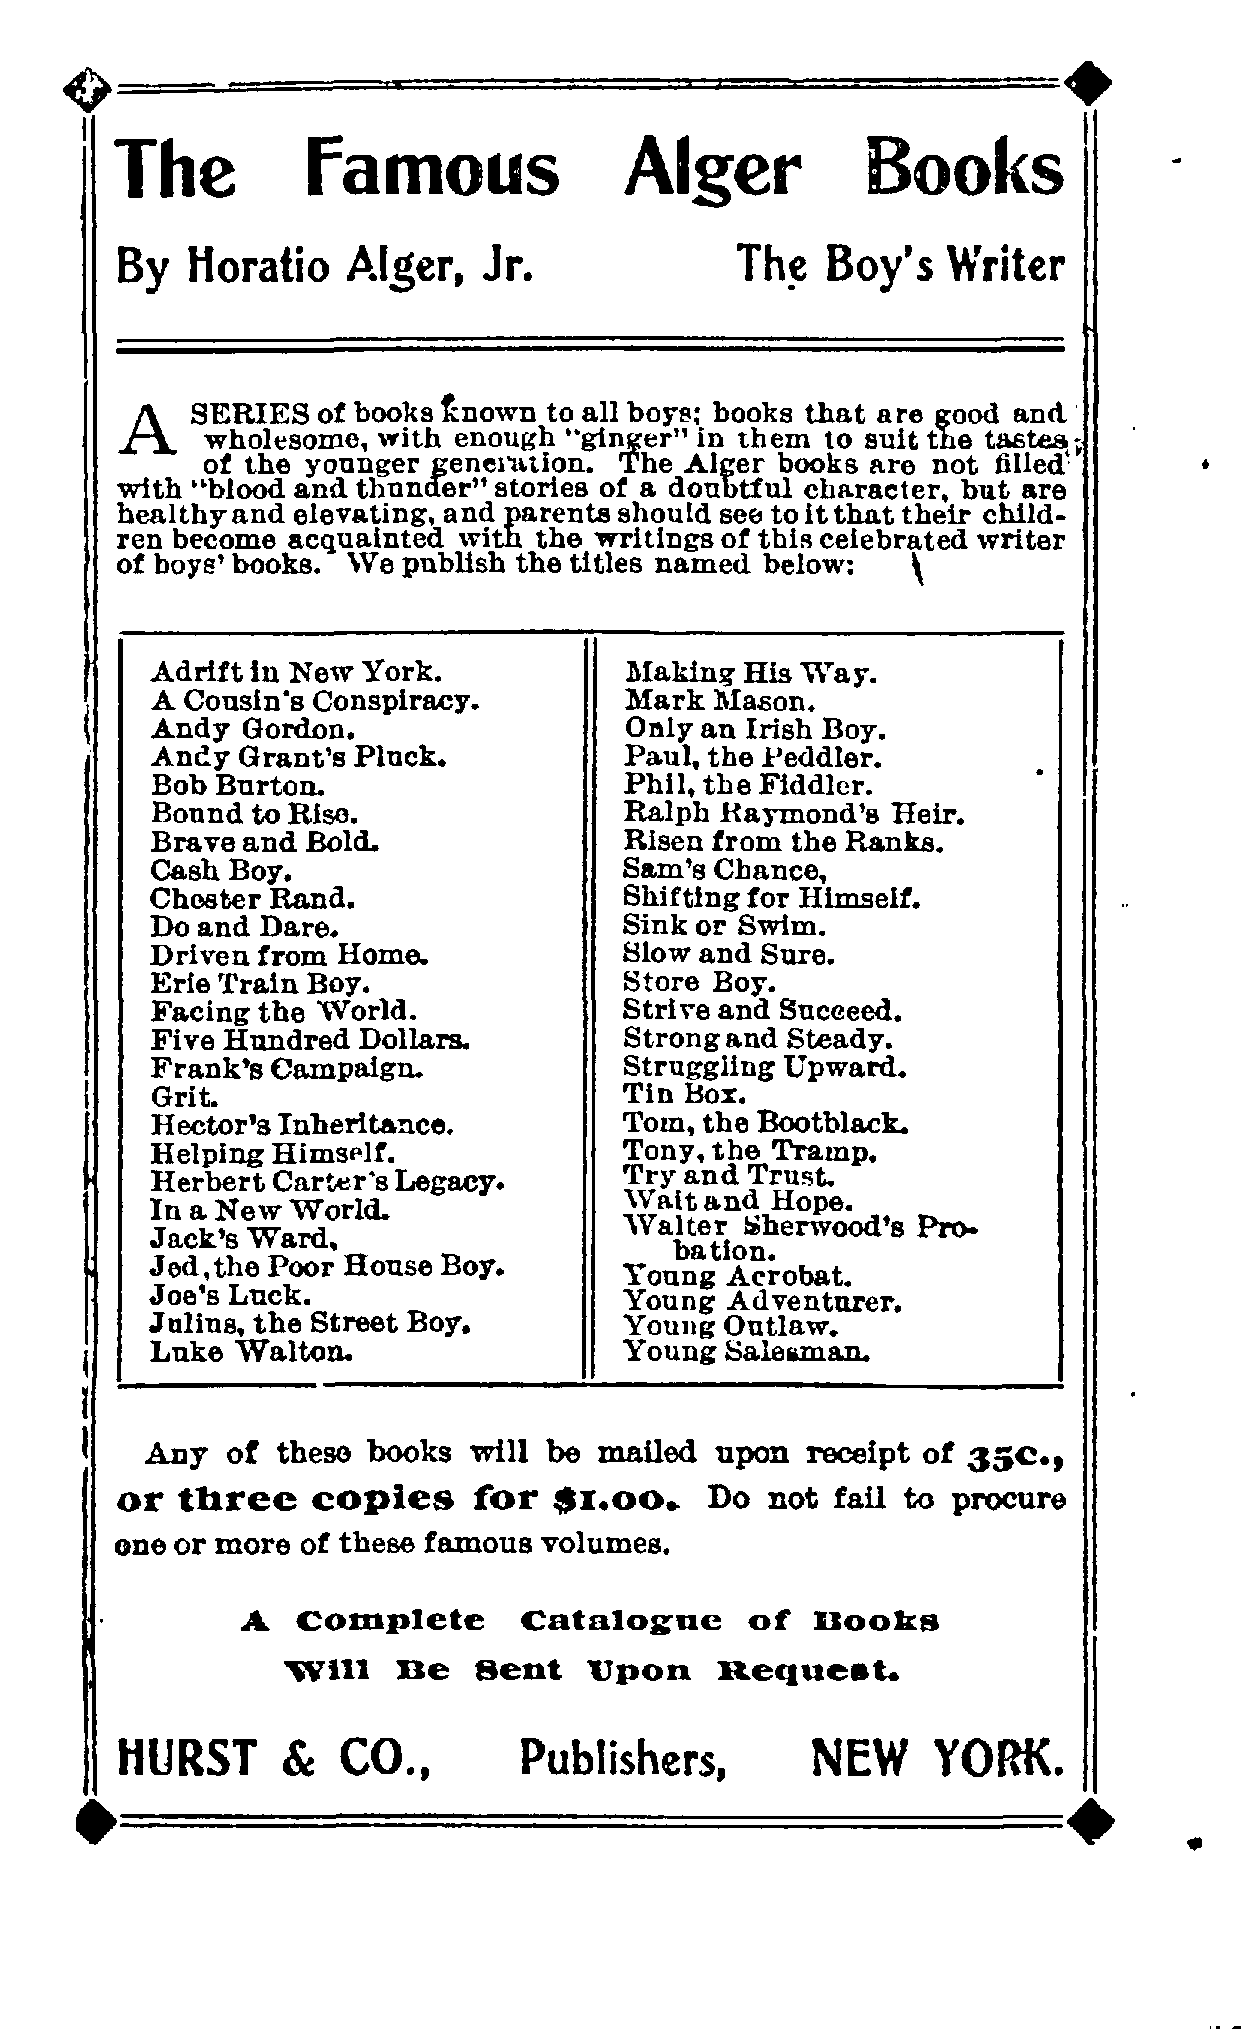 The Famous Alger Books
By Horatio Alger, Jr. The Boy's Writer
A SERIES of books known to all boys; books that are good and
wholesome, with enough "ginger" in them to suit the tastes
of the younger generation. The Alger books are not filled
with "blood and thunder" stories of a doubtful character, but are
healthy and elevating, and parents should see to it that their child-
ren become acquainted with the writings of this celebrated writer
of boys' books. We publish the titles named below:
Adrift in New York.
A Cousin's Conspiracy.
Andy Gordon.
Andy Grant's Pluck.
Bob Burton.
Bound to Rise.
Brave and Bold.
Cash Boy.
Chester Rand.
Do and Dare.
Driven from Home.
Erie Train Boy.
Facing the World.
Five Hundred Dollars.
Frank's Campaign.
Grit.
Hector's Inheritance.
Helping Himself.
Herbert Carter's Legacy.
In a New World.
Jack's Ward,
Jed, the Poor House Boy.
Joe's Luck.
Julius, the Street Boy.
Luke Walton.
Making His Way.
Mark Mason.
Only an Irish Boy.
Paul, the Peddler.
Phil, the Fiddler.
Ralph Raymond's Heir.
Risen from the Ranks.
Sam's Chance,
Shifting for Himself.
Sink or Swim.
Slow and Sure.
Store Boy.
Strive and Succeed.
Strong and Steady.
Struggling Upward.
Tin Box.
Tom, the Bootblack.
Tony, the Tramp.
Try and Trust.
Wait and Hope.
Walter Sherwood's Pro-
bation.
Young Acrobat.
Young Adventurer.
Young Outlaw.
Young Salesman.
Any of these books will be mailed upon receipt of 35c.,
or three copies for $1.00. Do not fail to procure
one or more of these famous volumes.
A Complete Catalogue of Books
Will Be Sent Upon Request.
HURST & CO., Publishers, NEW YORK.